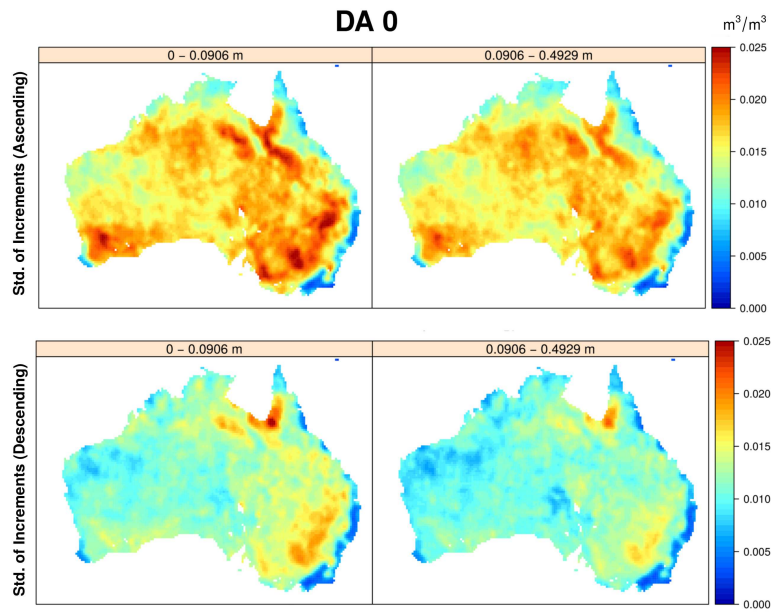 DA 0
m³/m³
0 − 0.0906 m
0.0906 − 0.4929 m
Std. of Increments (Ascending)
0.025
0.020
0.015
0.010
0.005
0.000
0 − 0.0906 m
0.0906 − 0.4929 m
Std. of Increments (Descending)
0.025
0.020
0.015
0.010
0.005
0.000